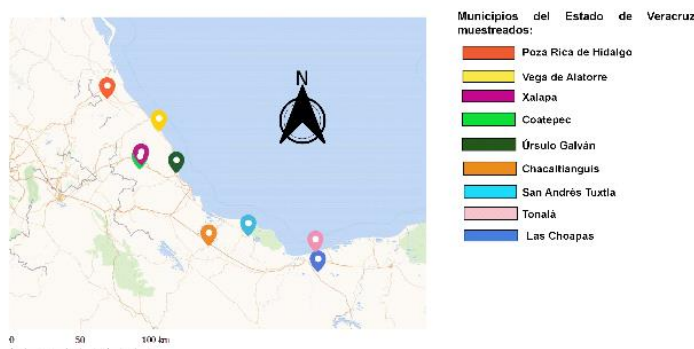 Municipios del Estado de Veracruz
muestreados:
Poza Rica de Hidalgo
Vega de Alatorre
Xalapa
Coatepec
Úrsulo Galván
Chacaltianguis
San Andrés Tuxtla
Tonalá
Las Choapas
N
0 50 100 km